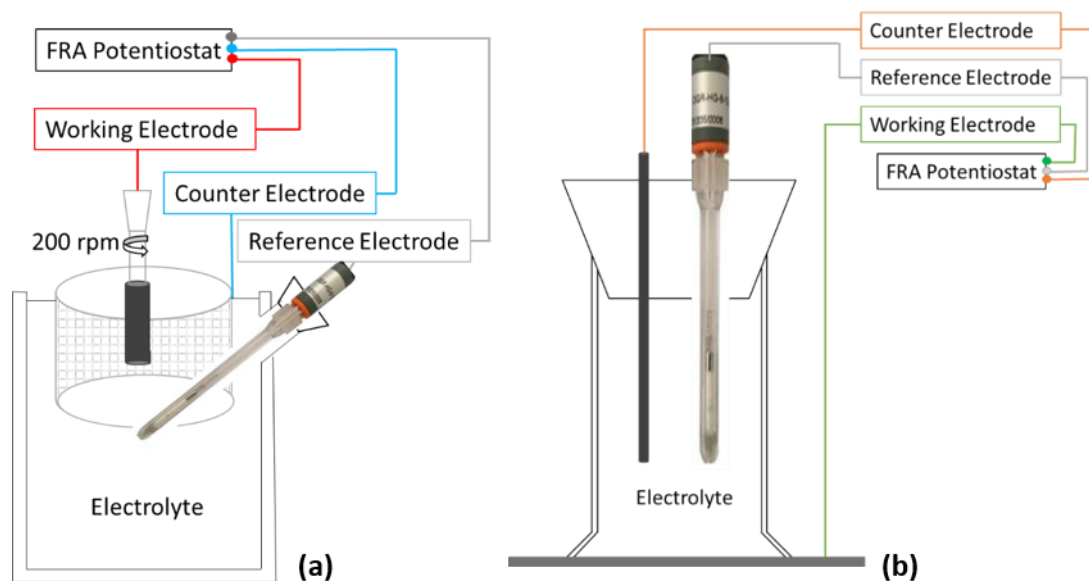 FRA Potentiostat
Working Electrode
Counter Electrode
200 rpm
Reference Electrode
Electrolyte
(a)
Counter Electrode
Reference Electrode
Working Electrode
FRA Potentiostat
Electrolyte
(b)